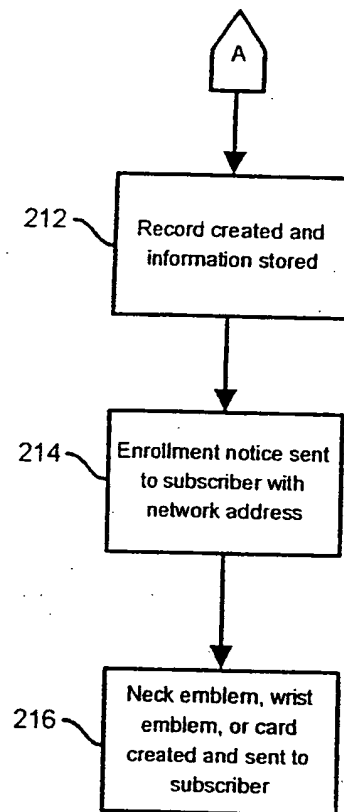 A
212
Record created and
information stored
214
Enrollment notice sent
to subscriber with
network address
216
Neck emblem, wrist
emblem, or card
created and sent to
subscriber